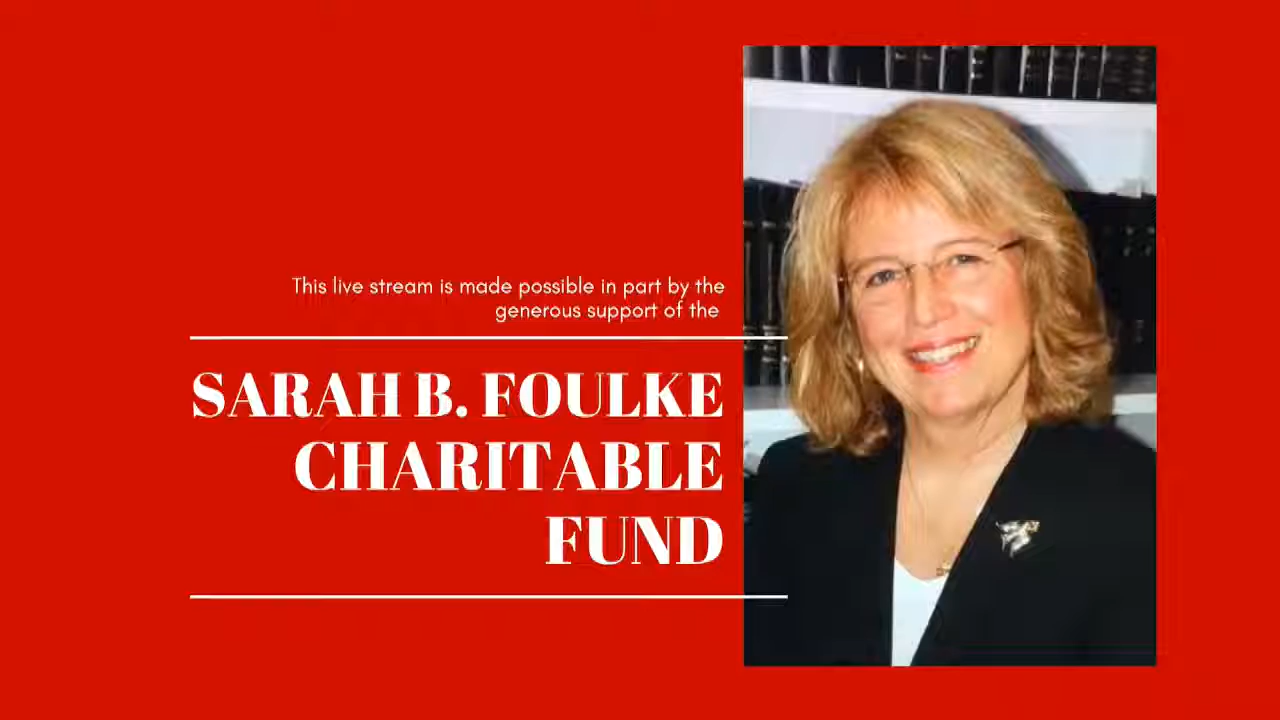 This live stream is made possible in part by the
generous support of the
SARAH B. FOULKE
CHARITABLE
FUND